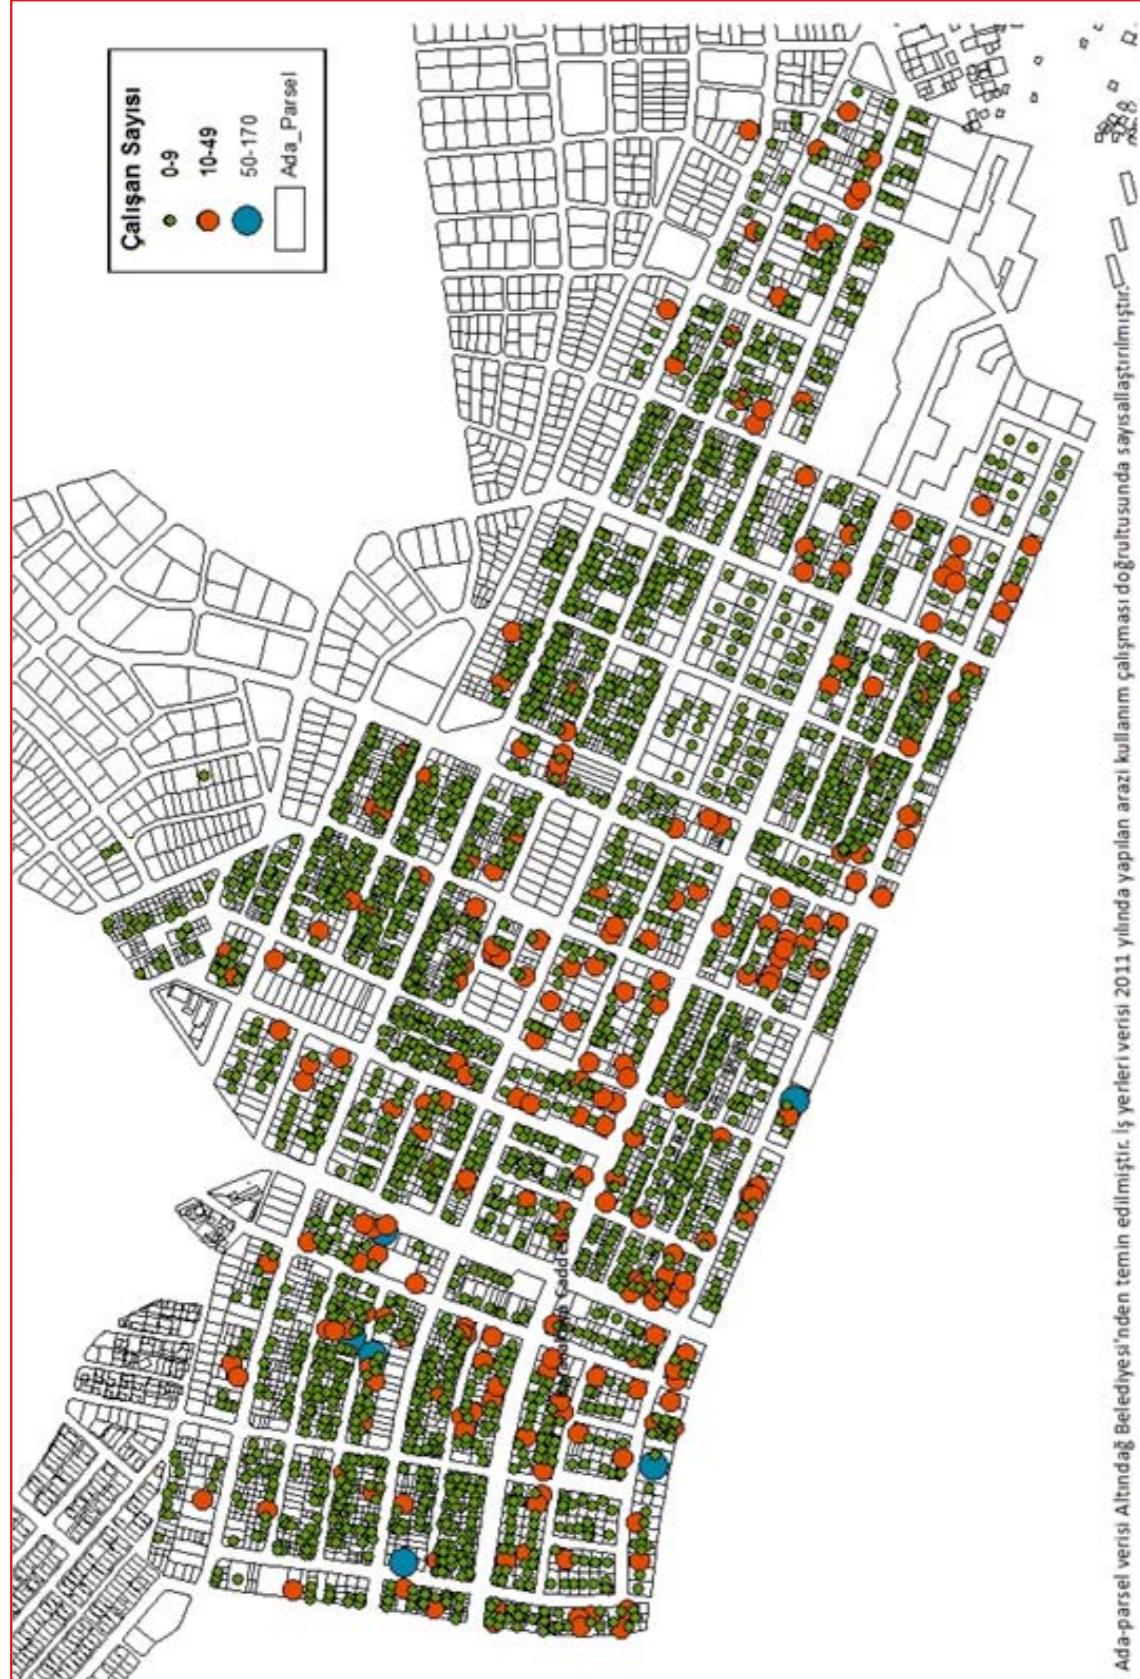 Çalışan Sayısı
0-9
10-49
50-170
Ada_Parsel
Ada-parsel verisi Altındağ Belediyesi'nden temin edilmiştir. İş yerleri verisi 2011 yılında yapılan arazi kullanım çalışması doğrultusunda sayısallaştırılmıştır.